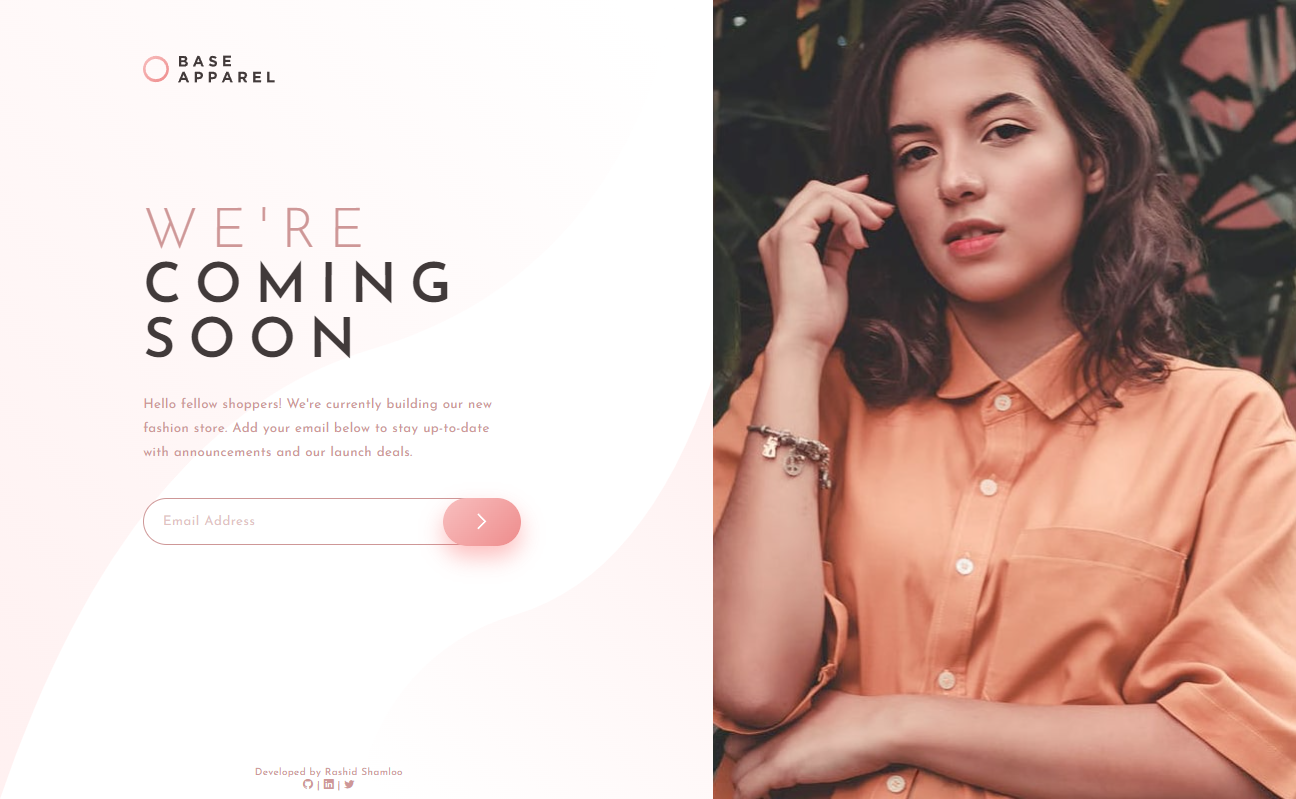 BASE
APPAREL
WE'RE
COMING
SOON
Hello fellow shoppers! We're currently building our new
fashion store. Add your email below to stay up-to-date
with announcements and our launch deals.
Email Address
Developed by Rashid Shamloo
| |